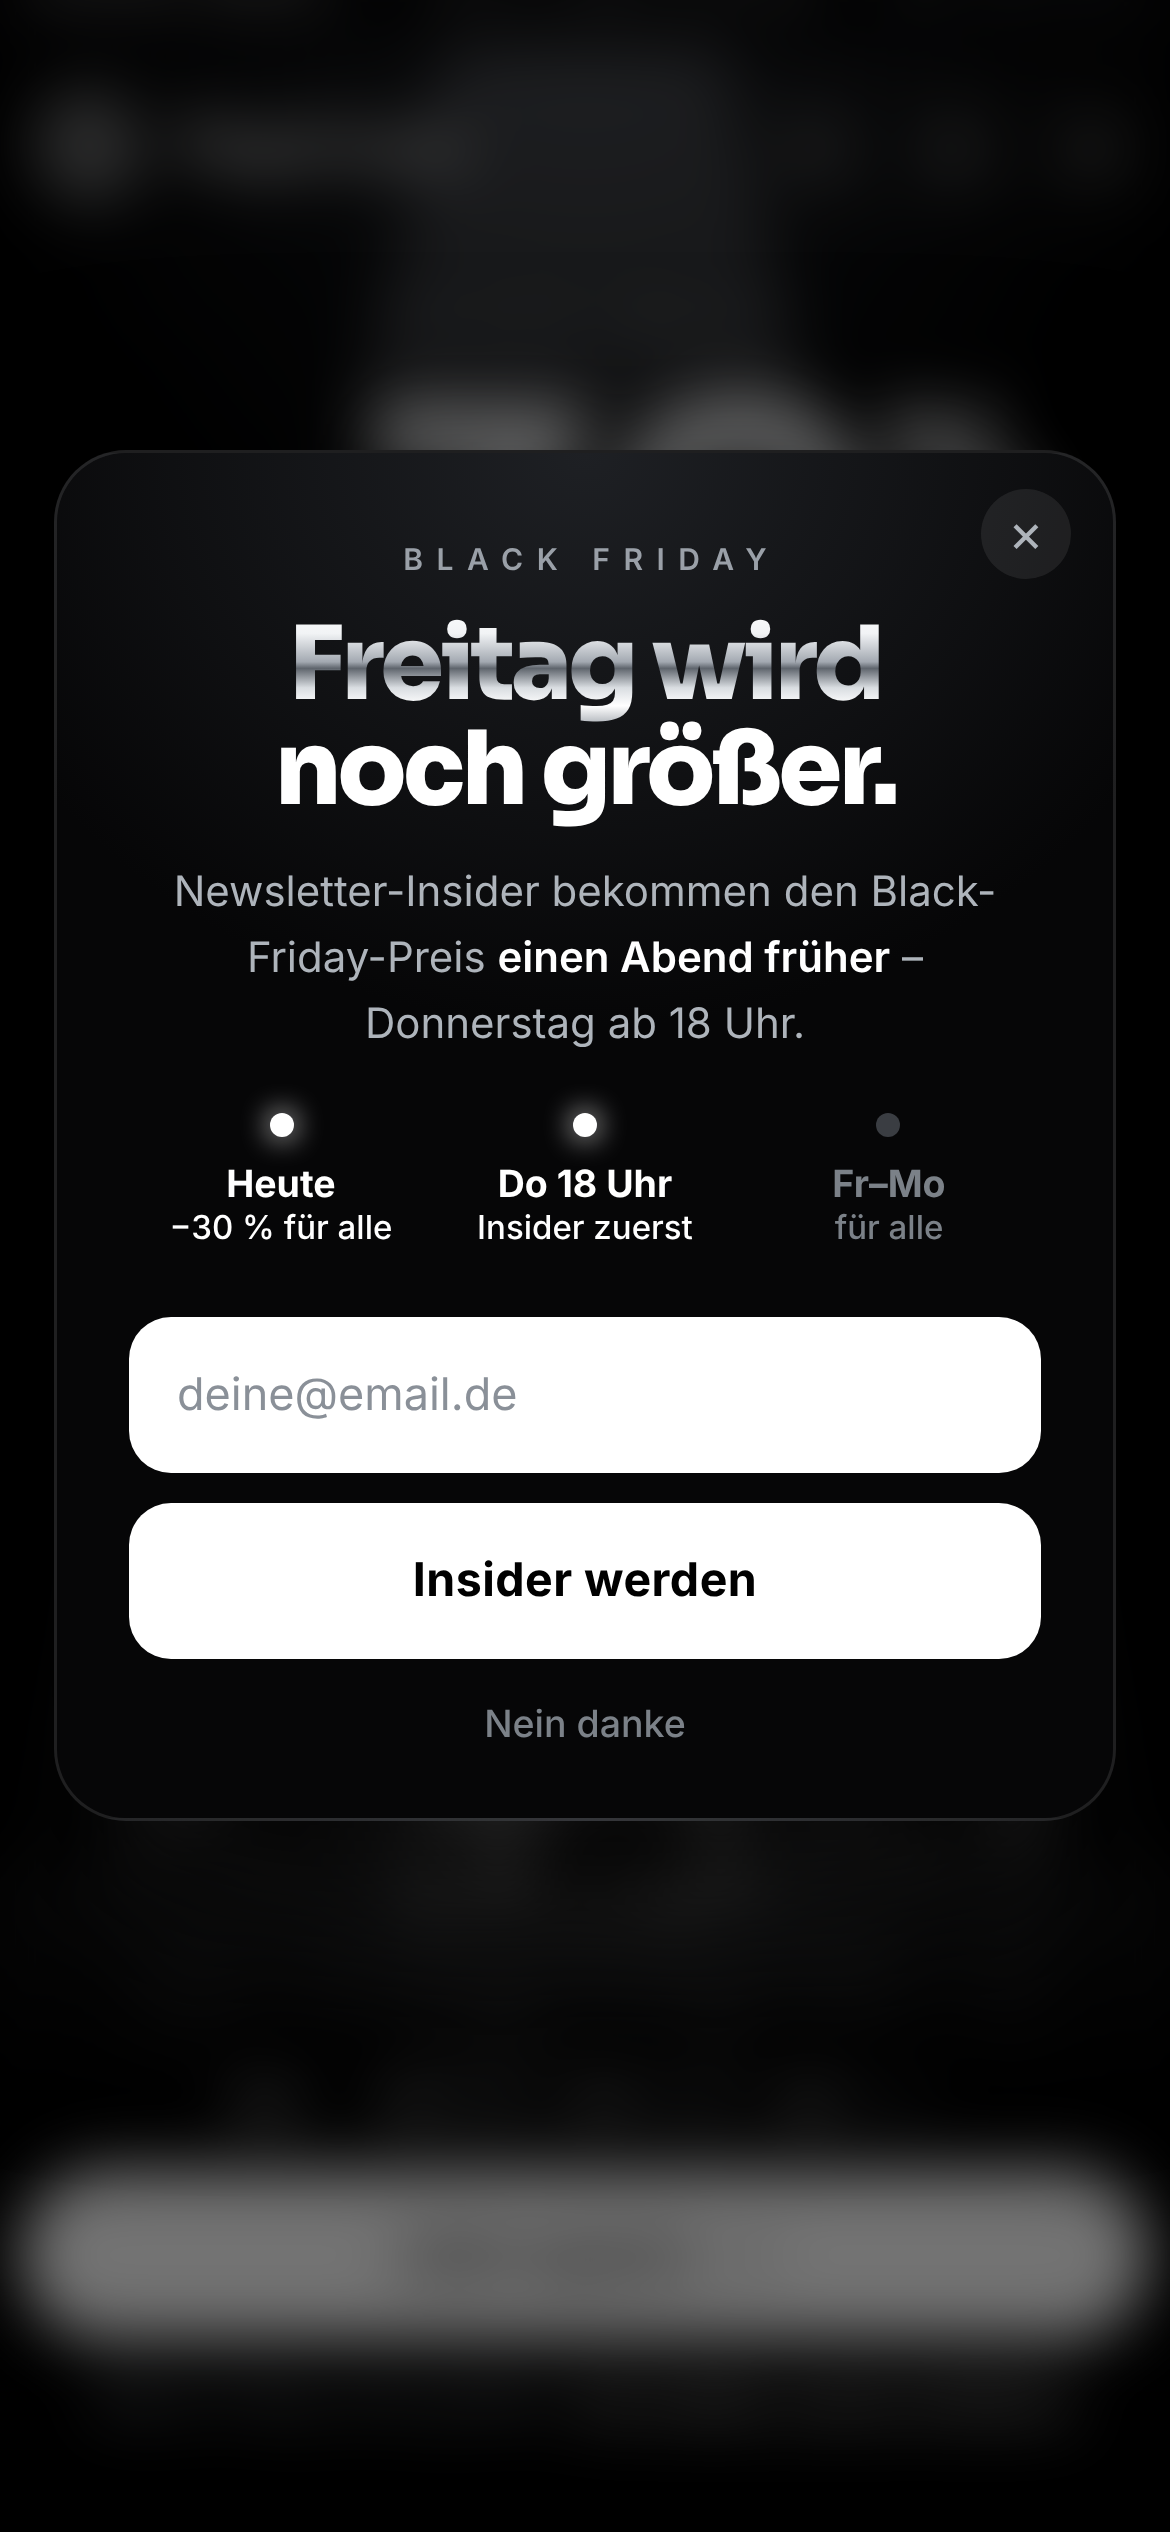 BLACK FRIDAY
Freitag wird
noch größer.
Newsletter-Insider bekommen den Black-
Friday-Preis einen Abend früher –
Donnerstag ab 18 Uhr.
Heute
−30 % für alle
Do 18 Uhr
Insider zuerst
Fr–Mo
für alle
deine@email.de
Insider werden
Nein danke